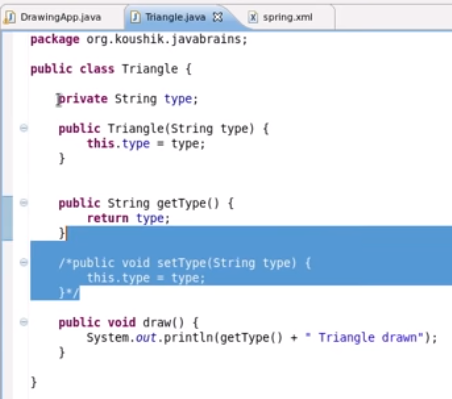 DrawingApp.java Triangle.java spring.xml
package org.koushik.javabrains;
public class Triangle {
private String type;
public Triangle(String type) {
this.type = type;
}
public String getType() {
return type;
}
/*public void setType(String type) {
this.type = type;
}*/
public void draw() {
System.out.println(getType() + " Triangle drawn");
}
}